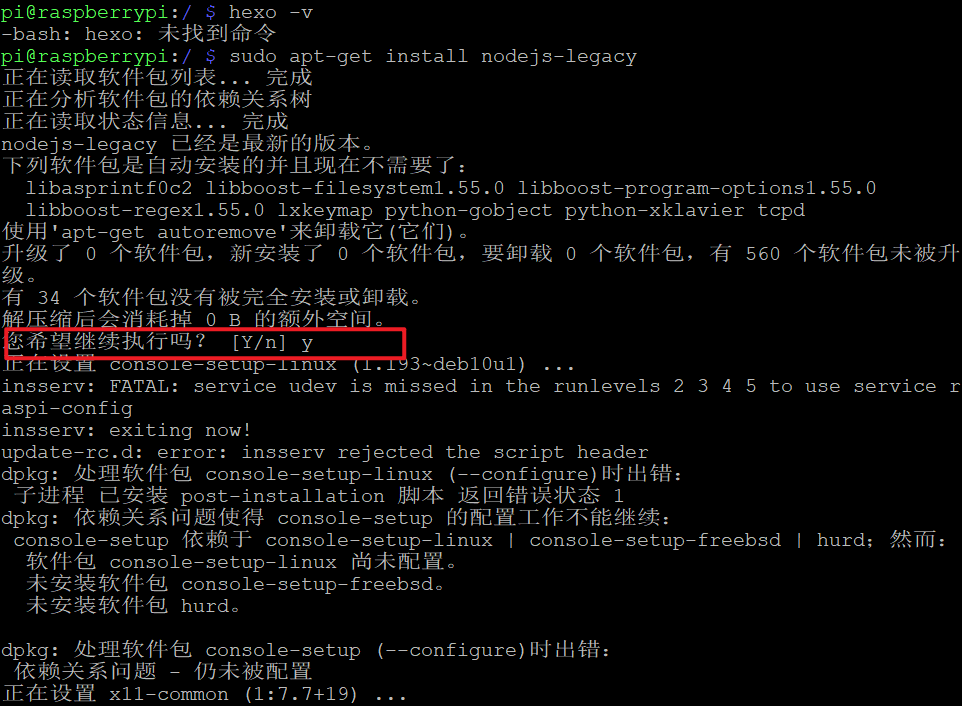 pi@raspberrypi:/ $ hexo -v
-bash: hexo: 未找到命令
pi@raspberrypi:/ $ sudo apt-get install nodejs-legacy
正在读取软件包列表... 完成
正在分析软件包的依赖关系树
正在读取状态信息... 完成
nodejs-legacy 已经是最新的版本。
下列软件包是自动安装的并且现在不需要了：
libasprintf0c2 libboost-filesystem1.55.0 libboost-program-options1.55.0
libboost-regex1.55.0 lxkeymap python-gobject python-xklavier tcpd
使用'apt-get autoremove'来卸载它(它们)。
升级了 0 个软件包，新安装了 0 个软件包，要卸载 0 个软件包，有 560 个软件包未被升
级。
有 34 个软件包没有被完全安装或卸载。
解压缩后会消耗掉 0 B 的额外空间。
您希望继续执行吗？ [Y/n] y
正在设置 console-setup-linux (1.193~deb10u1) ...
insserv: FATAL: service udev is missed in the runlevels 2 3 4 5 to use service r
aspi-config
insserv: exiting now!
update-rc.d: error: insserv rejected the script header
dpkg: 处理软件包 console-setup-linux (--configure)时出错：
子进程 已安装 post-installation 脚本 返回错误状态 1
dpkg: 依赖关系问题使得 console-setup 的配置工作不能继续：
console-setup 依赖于 console-setup-linux | console-setup-freebsd | hurd；然而：
软件包 console-setup-linux 尚未配置。
未安装软件包 console-setup-freebsd。
未安装软件包 hurd。
dpkg: 处理软件包 console-setup (--configure)时出错：
依赖关系问题 - 仍未被配置
正在设置 x11-common (1:7.7+19) ...